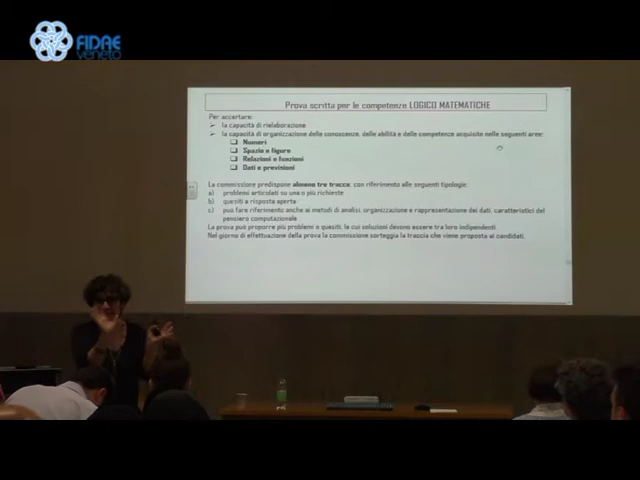 FIDAE
veneto
Prova scritta per le competenze LOGICO MATEMATICHE
Per accertare:
➢ la capacità di rielaborazione
➢ la capacità di organizzazione delle conoscenze, delle abilità e delle competenze acquisite nelle seguenti aree:
❑ Numeri
❑ Spazio e figure
❑ Relazioni e funzioni
❑ Dati e previsioni
La commissione predispone almeno tre tracce, con riferimento alle seguenti tipologie:
a) problemi articolati su una o più richieste
b) quesiti a risposta aperta
c) può fare riferimento anche ai metodi di analisi, organizzazione e rappresentazione dei dati, caratteristici del
pensiero computazionale
La prova può proporre più problemi o quesiti, le cui soluzioni devono essere tra loro indipendenti.
Nel giorno di effettuazione della prova la commissione sorteggia la traccia che viene proposta ai candidati.